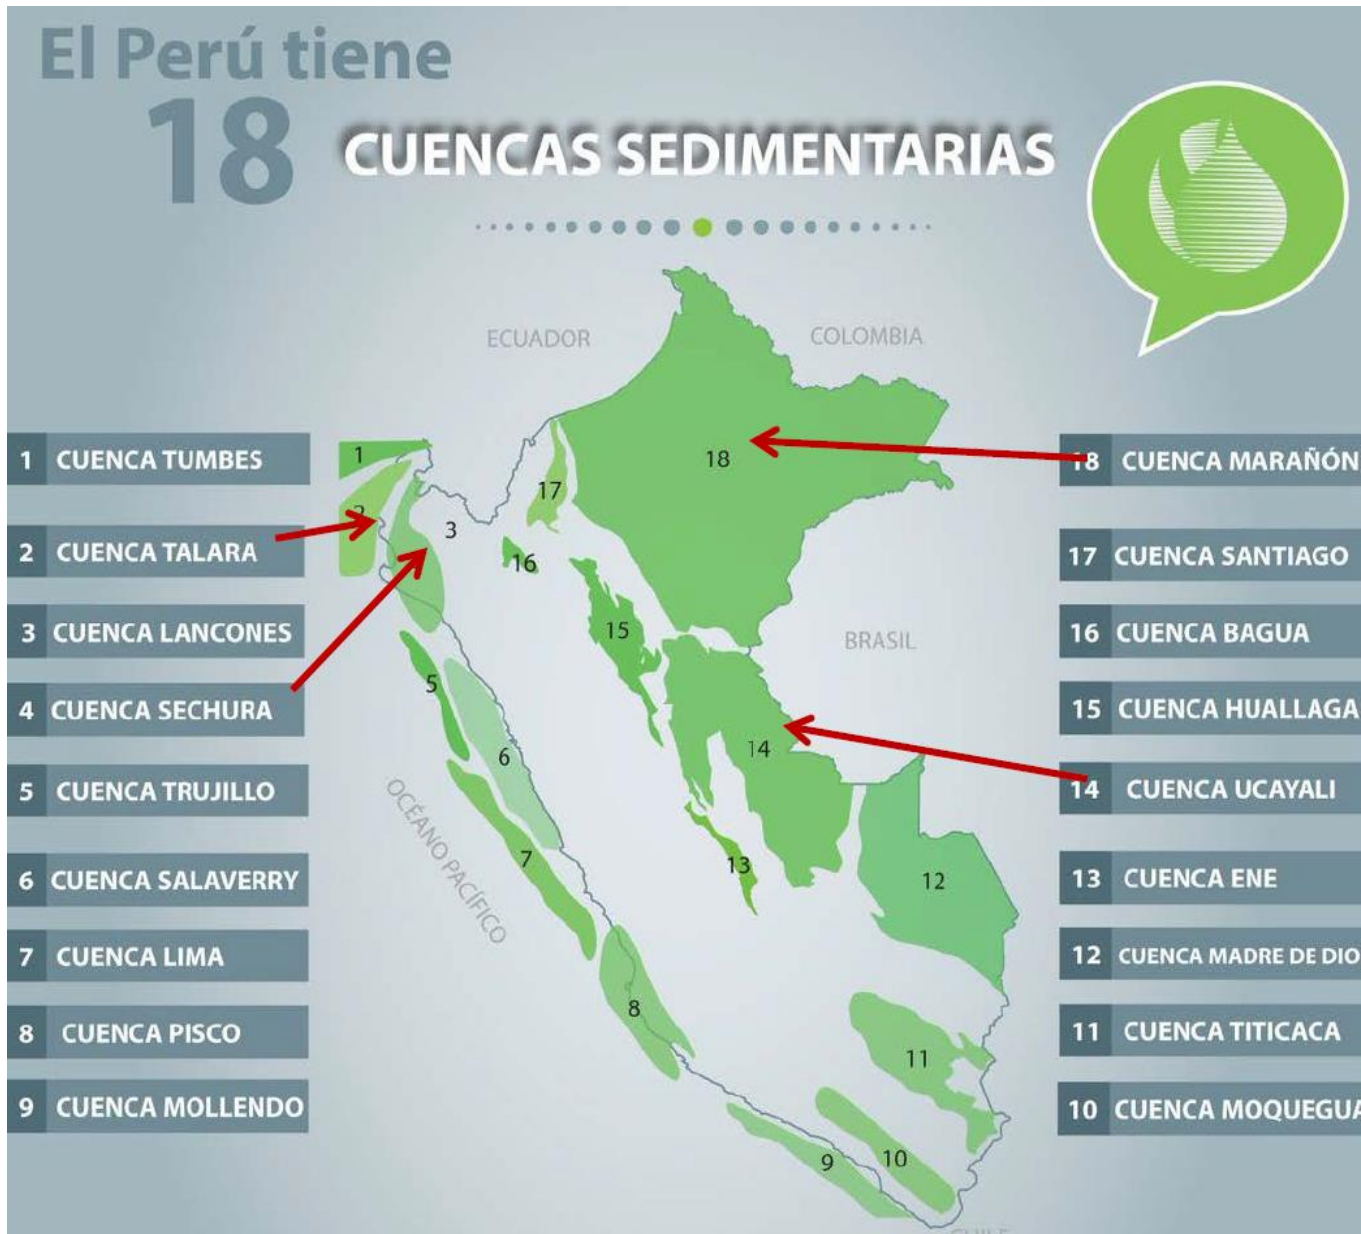 El Perú tiene
18
CUENCAS SEDIMENTARIAS
ECUADOR
COLOMBIA
BRASIL
OCÉANO PACÍFICO
1 CUENCA TUMBES
2 CUENCA TALARA
3 CUENCA LANCONES
4 CUENCA SECHURA
5 CUENCA TRUJILLO
6 CUENCA SALAVERRY
7 CUENCA LIMA
8 CUENCA PISCO
9 CUENCA MOLLENDO
18 CUENCA MARAÑÓN
17 CUENCA SANTIAGO
16 CUENCA BAGUA
15 CUENCA HUALLAGA
14 CUENCA UCAYALI
13 CUENCA ENE
12 CUENCA MADRE DE DIO
11 CUENCA TITICACA
10 CUENCA MOQUEGUA
1
2
3
17
16
18
15
5
6
14
7
13
12
8
11
9
10